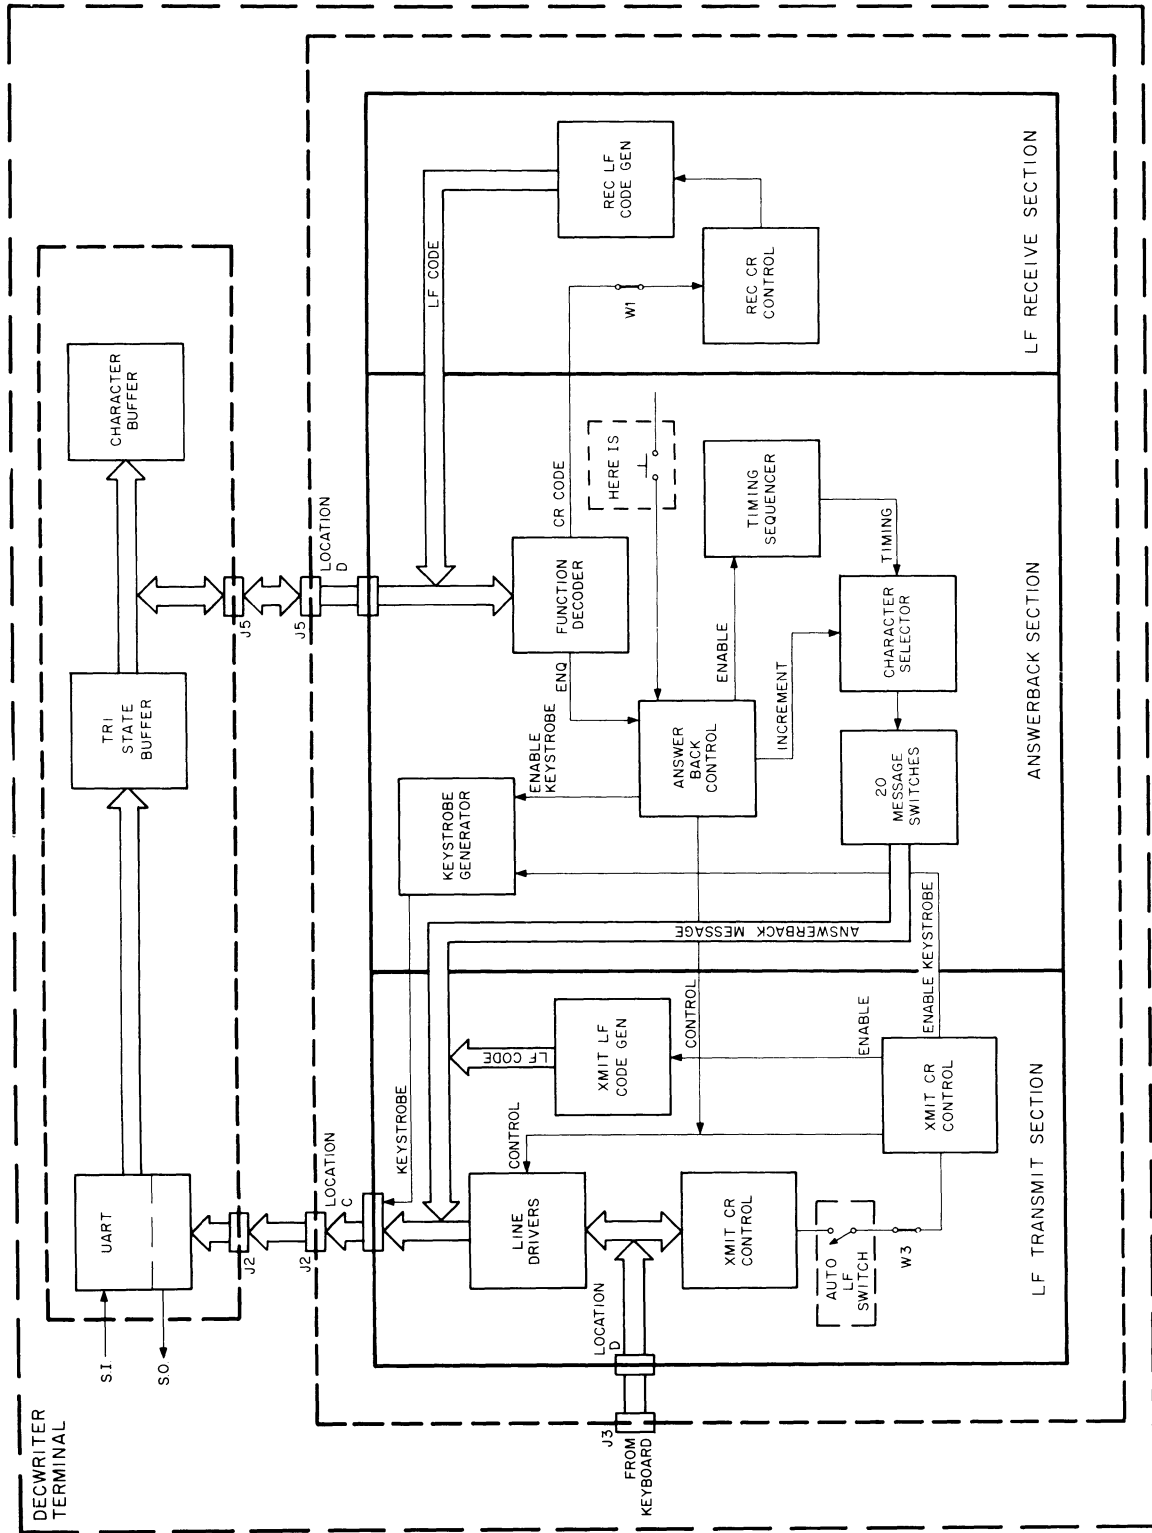 DECWRITER
TERMINAL
SI
SO
UART
TRI
STATE
BUFFER
CHARACTER
BUFFER
J2
J2
LOCATION
C
J5
J5
LOCATION
D
KEYSTROBE
CONTROL
LINE
DRIVERS
LF CODE
XMIT LF
CODE GEN
CONTROL
XMIT CR
CONTROL
AUTO
LF
SWITCH
W3
XMIT CR
CONTROL
ENABLE
ENABLE KEYSTROBE
J3
FROM
KEYBOARD
LOCATION
D
LF TRANSMIT SECTION
KEYSTROBE
GENERATOR
ENABLE
KEYSTROBE
ENQ
FUNCTION
DECODER
CR CODE
HERE IS
ANSWER
BACK
CONTROL
ENABLE
INCREMENT
TIMING
SEQUENCER
TIMING
CHARACTER
SELECTOR
20
MESSAGE
SWITCHES
ANSWERBACK MESSAGE
ANSWERBACK SECTION
LF CODE
REC LF
CODE GEN
W1
REC CR
CONTROL
LF RECEIVE SECTION